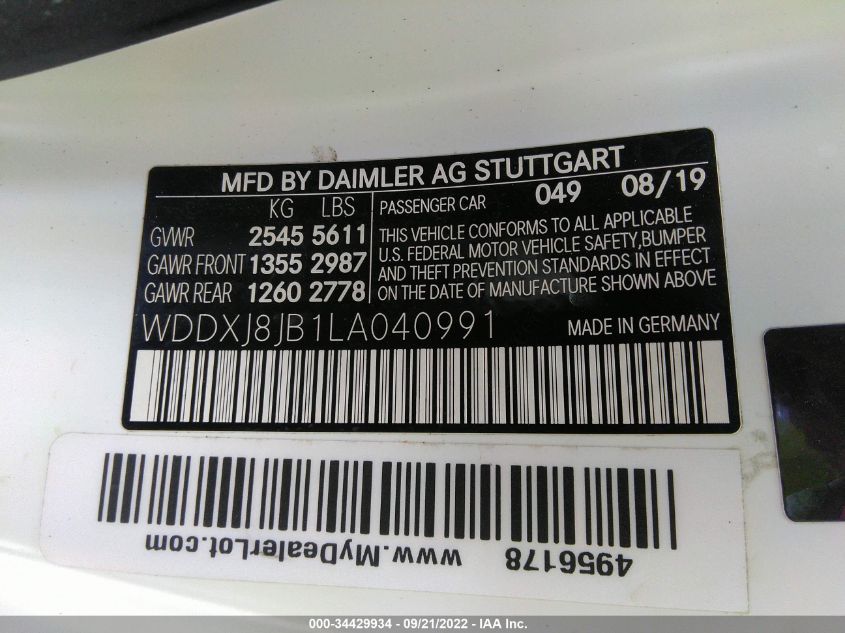 MFD BY DAIMLER AG STUTTGART
KG LBS
GVWR 2545 5611
GAWR FRONT 1355 2987
GAWR REAR 1260 2778
PASSENGER CAR 049 08/19
THIS VEHICLE CONFORMS TO ALL APPLICABLE
U.S. FEDERAL MOTOR VEHICLE SAFETY,BUMPER
AND THEFT PREVENTION STANDARDS IN EFFECT
ON THE DATE OF MANUFACTURE SHOWN ABOVE
WDDXJ8JB1LA040991
MADE IN GERMANY
4956178 www.MyDealerLot.com
000-34429934 - 09/21/2022 - IAA Inc.